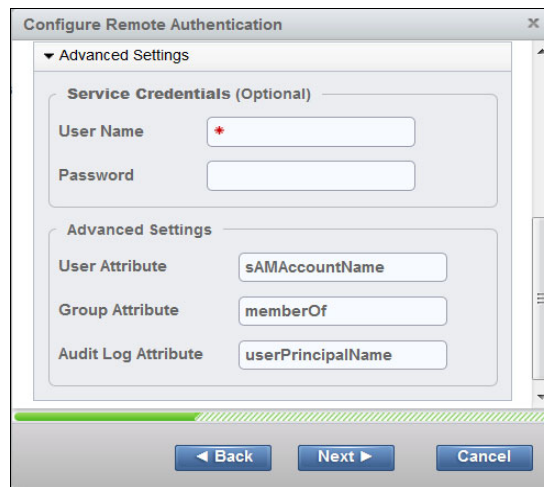 Configure Remote Authentication
Advanced Settings
Service Credentials (Optional)
User Name *
Password
Advanced Settings
User Attribute sAMAccountName
Group Attribute memberOf
Audit Log Attribute userPrincipalName
Back Next Cancel